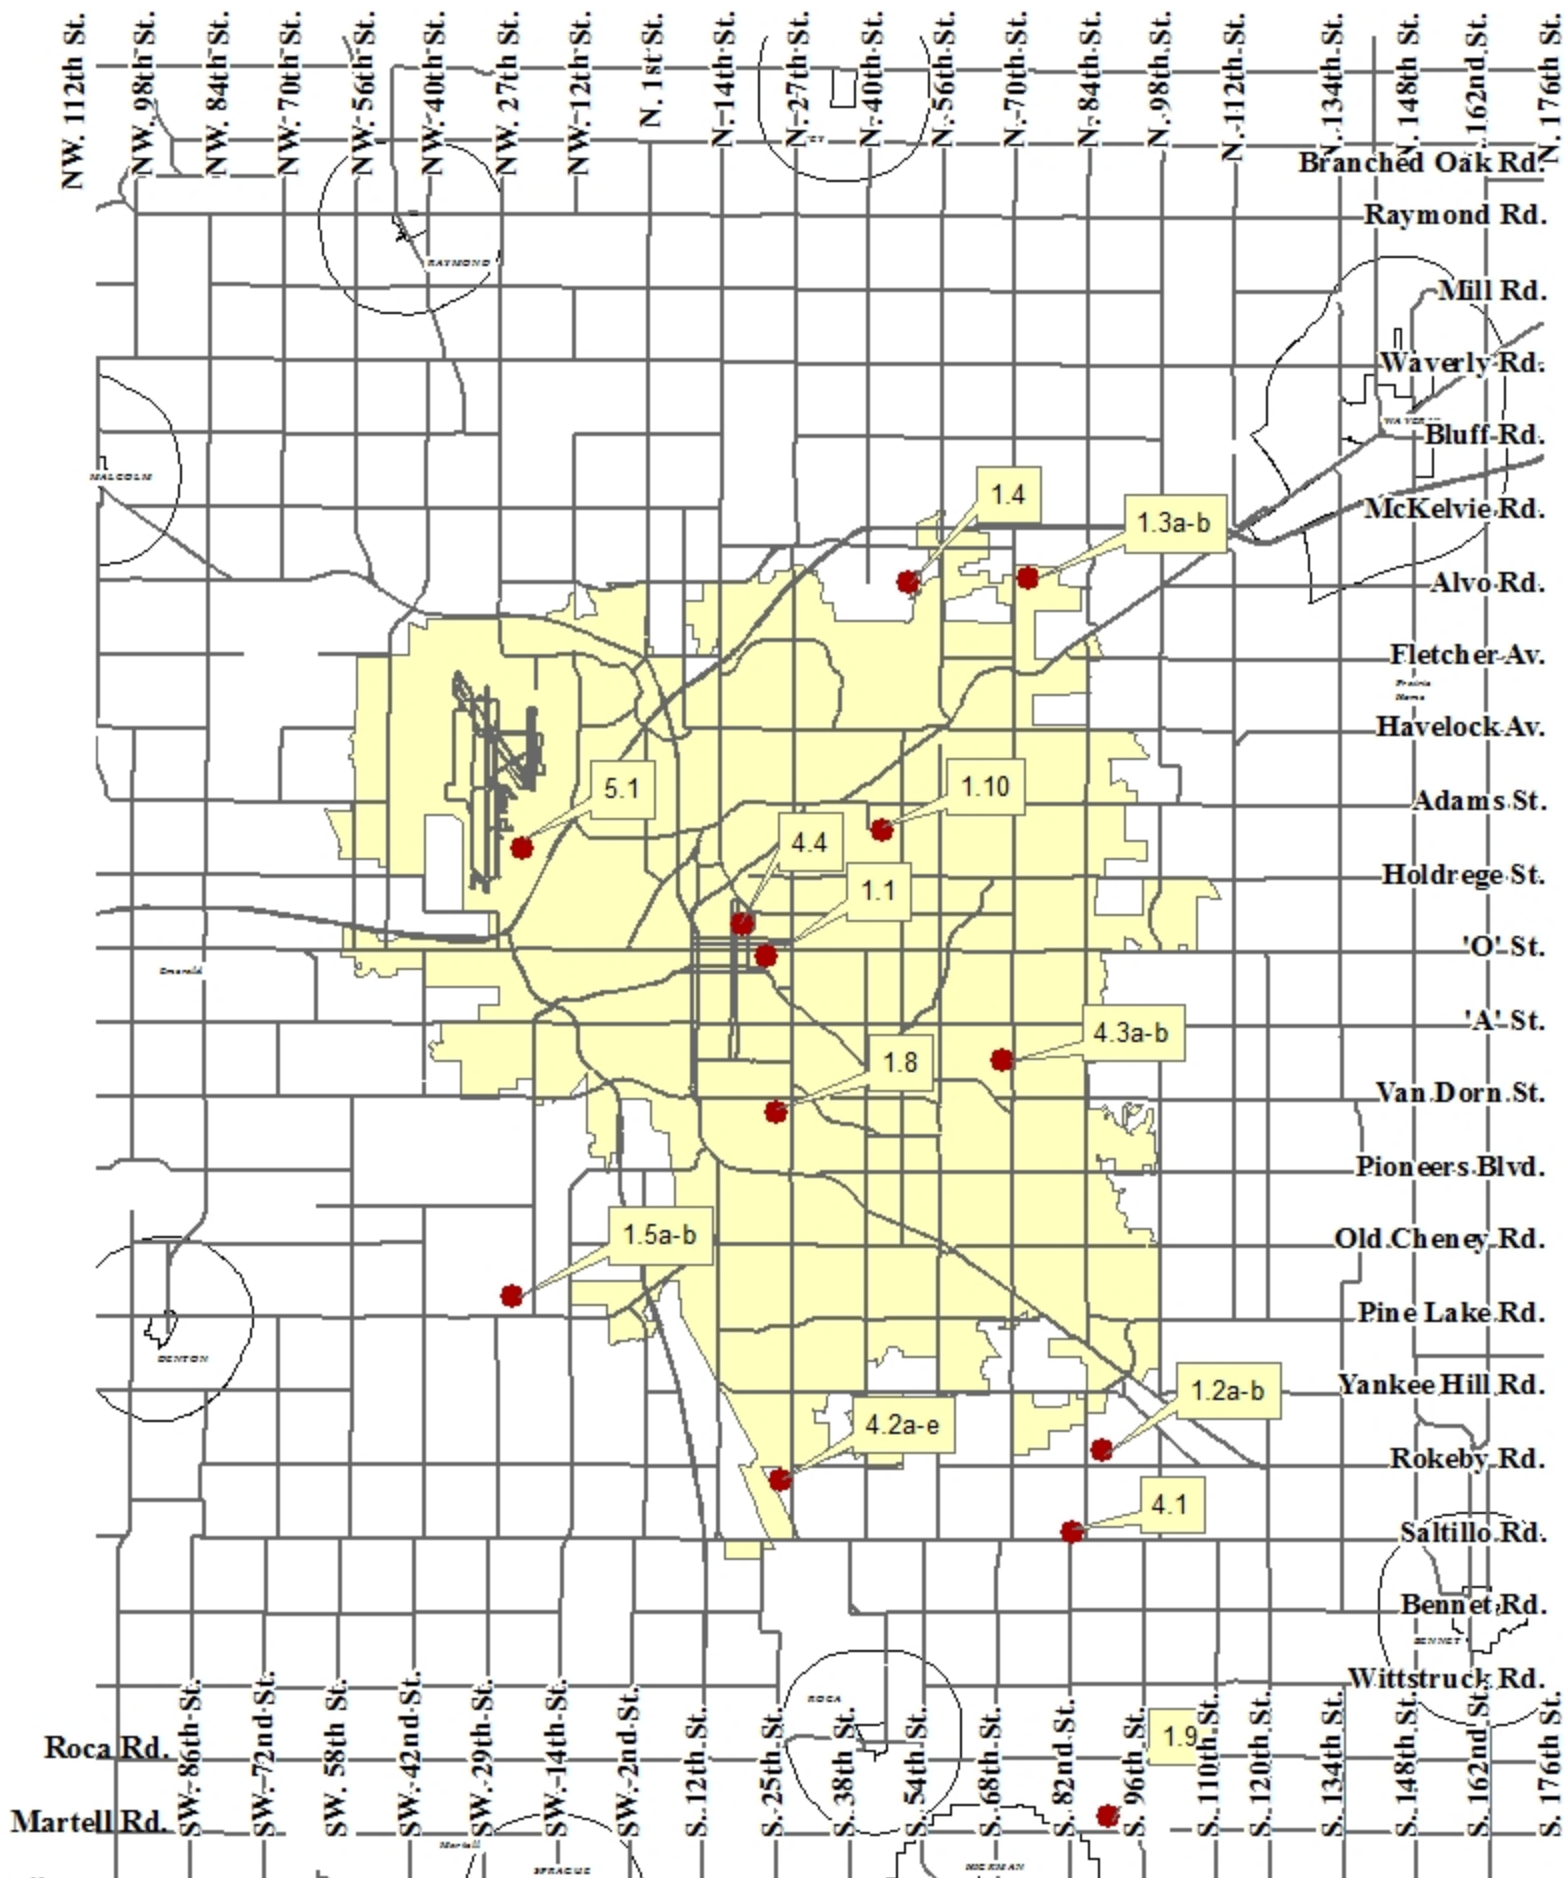 NW. 112th St.
NW. 98th St.
NW. 84th St.
NW. 70th St.
NW. 56th St.
NW. 40th St.
NW. 27th St.
NW. 12th St.
N. 1st St.
N. 14th St.
N. 27th St.
N. 40th St.
N. 56th St.
N. 70th St.
N. 84th St.
N. 98th St.
N. 112th St.
N. 134th St.
N. 148th St.
162nd St.
N. 176th St.
Branched Oak Rd.
Raymond Rd.
RAYMOND
Mill Rd.
Waverly Rd.
Bluff Rd.
MALCOLM
1.4
McKelvie Rd.
1.3a-b
Alvo Rd.
Fletcher Av.
Prairie
Home
Havelock Av.
5.1
1.10
Adams St.
4.4
1.1
Holdrege St.
'O' St.
Emerald
'A' St.
4.3a-b
1.8
Van Dorn St.
Pioneers Blvd.
1.5a-b
Old Cheney Rd.
Pine Lake Rd.
DENTON
1.2a-b
Yankee Hill Rd.
4.2a-e
Rokeby Rd.
4.1
Saltillo Rd.
Bennet Rd.
BENNET
Wittstruck Rd.
ROCA
1.9
Roca Rd.
Martell Rd.
SW. 86th St.
SW. 72nd St.
SW. 58th St.
SW. 42nd St.
SW. 29th St.
SW. 14th St.
SW. 2nd St.
S. 12th St.
S. 25th St.
S. 38th St.
S. 54th St.
S. 68th St.
S. 82nd St.
S. 96th St.
S. 110th St.
S. 120th St.
S. 134th St.
S. 148th St.
S. 162nd St.
S. 176th St.
Martell
SPRAGUE
HICKMAN